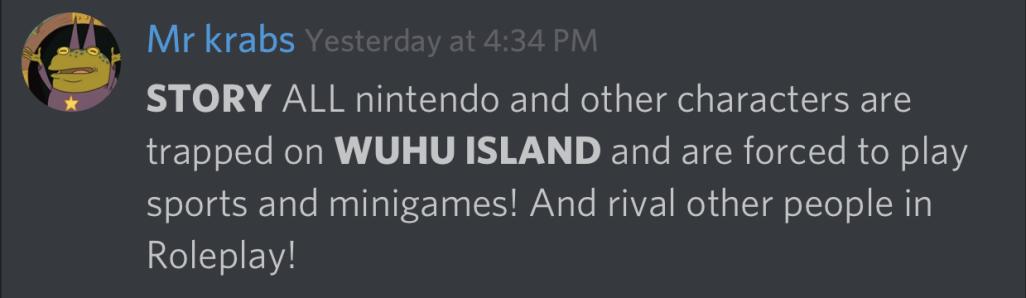 Mr krabs Yesterday at 4:34 PM
STORY ALL nintendo and other characters are
trapped on WUHU ISLAND and are forced to play
sports and minigames! And rival other people in
Roleplay!